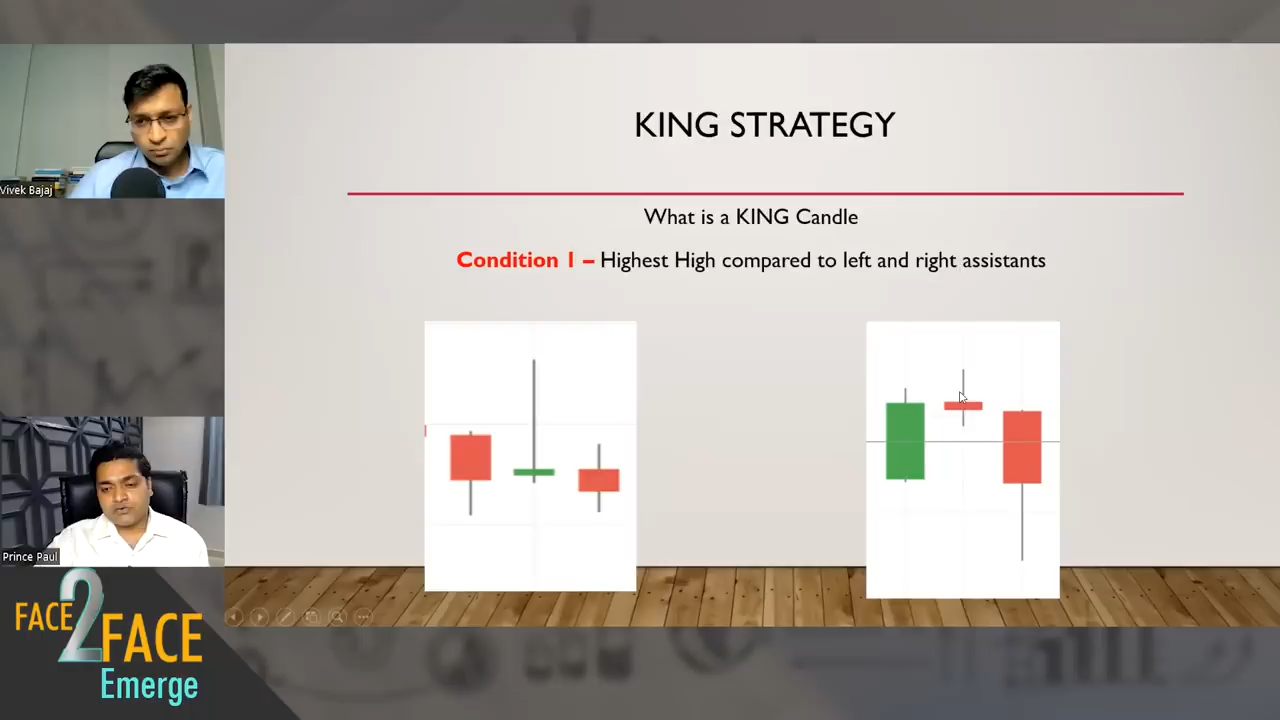 Vivek Bajaj
Prince Paul
FACE 2 FACE
Emerge
KING STRATEGY
What is a KING Candle
Condition 1 – Highest High compared to left and right assistants